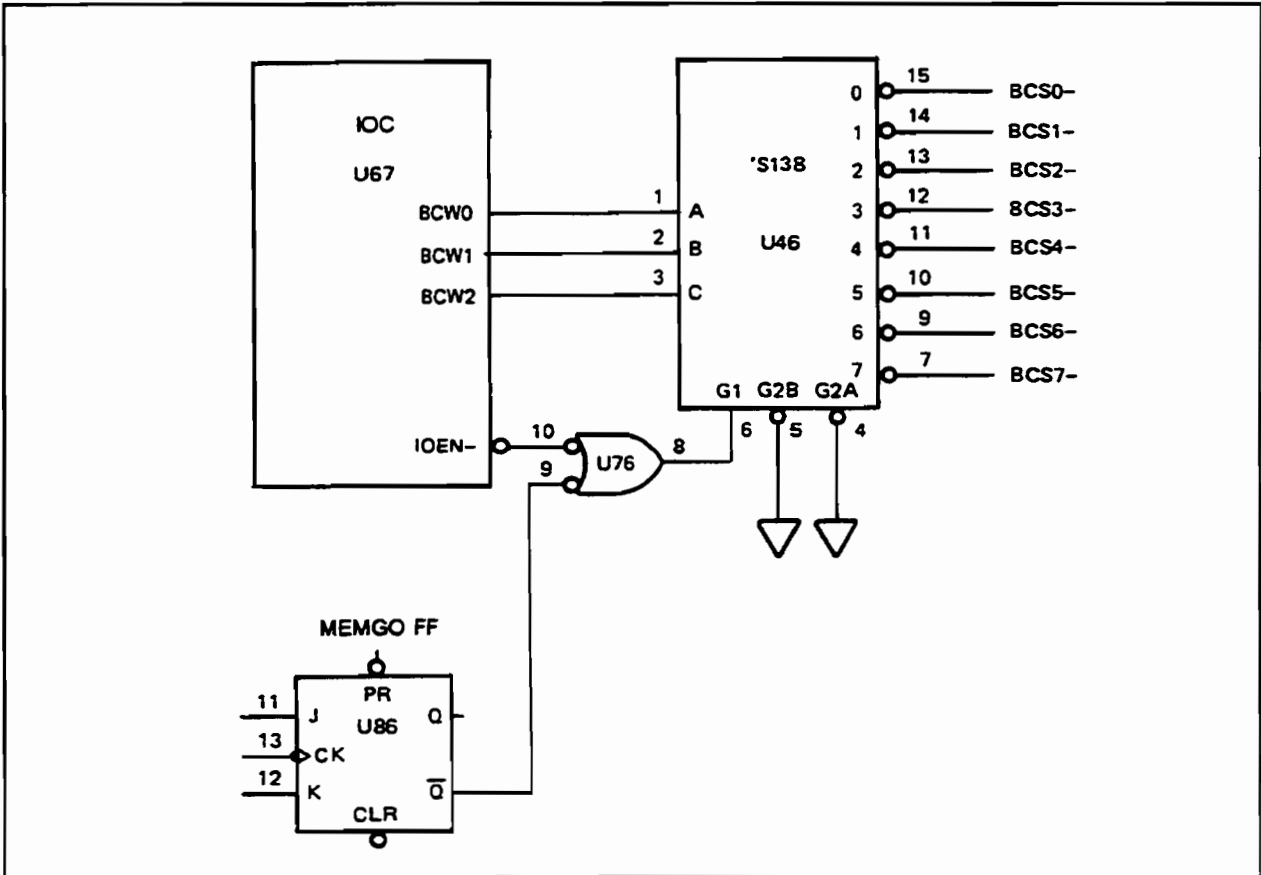 IOC
U67
BCW0
BCW1
BCW2
IOEN-
1
2
3
A
B
C
'S138
U46
0
1
2
3
4
5
6
7
G1
G2B
G2A
6
5
4
15
14
13
12
11
10
9
7
BCS0-
BCS1-
BCS2-
BCS3-
BCS4-
BCS5-
BCS6-
BCS7-
10
9
U76
8
MEMGO FF
PR
U86
11
13
12
J
CK
K
Q
Q̅
CLR